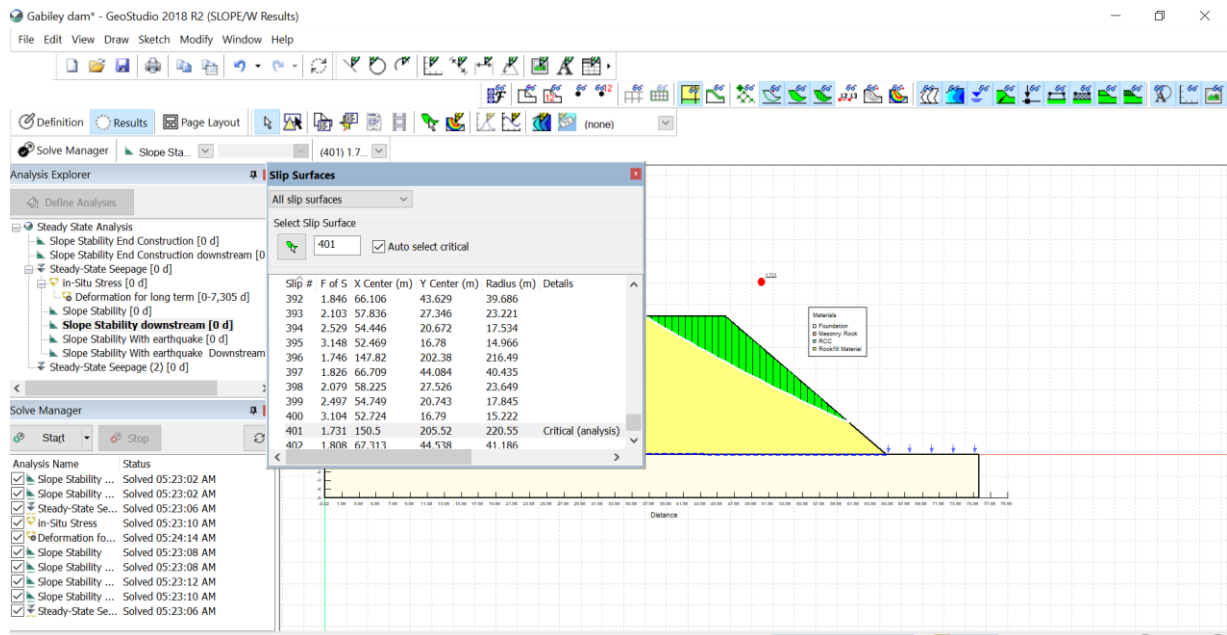 Gabiley dam* - GeoStudio 2018 R2 (SLOPE/W Results)
File Edit View Draw Sketch Modify Window Help
Definition Results Page Layout (none)
Solve Manager Slope Sta... (401) 1.7...
Analysis Explorer
Define Analyses
Steady State Analysis
Slope Stability End Construction [0 d]
Slope Stability End Construction downstream [0
Steady-State Seepage [0 d]
In-Situ Stress [0 d]
Deformation for long term [0-7,305 d]
Slope Stability [0 d]
Slope Stability downstream [0 d]
Slope Stability With earthquake [0 d]
Slope Stability With earthquake Downstream
Steady-State Seepage (2) [0 d]
Solve Manager
Start Stop
Analysis Name Status
Slope Stability ... Solved 05:23:02 AM
Slope Stability ... Solved 05:23:02 AM
Steady-State Se... Solved 05:23:06 AM
In-Situ Stress Solved 05:23:10 AM
Deformation fo... Solved 05:24:14 AM
Slope Stability Solved 05:23:08 AM
Slope Stability ... Solved 05:23:08 AM
Slope Stability ... Solved 05:23:12 AM
Slope Stability ... Solved 05:23:10 AM
Steady-State Se... Solved 05:23:06 AM
Slip Surfaces
All slip surfaces
Select Slip Surface
401 Auto select critical
Slip # F of S X Center (m) Y Center (m) Radius (m) Details
392 1.846 66.106 43.629 39.686
393 2.103 57.836 27.346 23.221
394 2.529 54.446 20.672 17.534
395 3.148 52.469 16.78 14.966
396 1.746 147.82 202.38 216.49
397 1.826 66.709 44.084 40.435
398 2.079 58.225 27.526 23.649
399 2.497 54.749 20.743 17.845
400 3.104 52.724 16.79 15.222
401 1.731 150.5 205.52 220.55 Critical (analysis)
402 1.808 67.313 44.538 41.186
1.731
Materials
Foundation
Masonry Rock
RCC
Rockfill Material
Distance